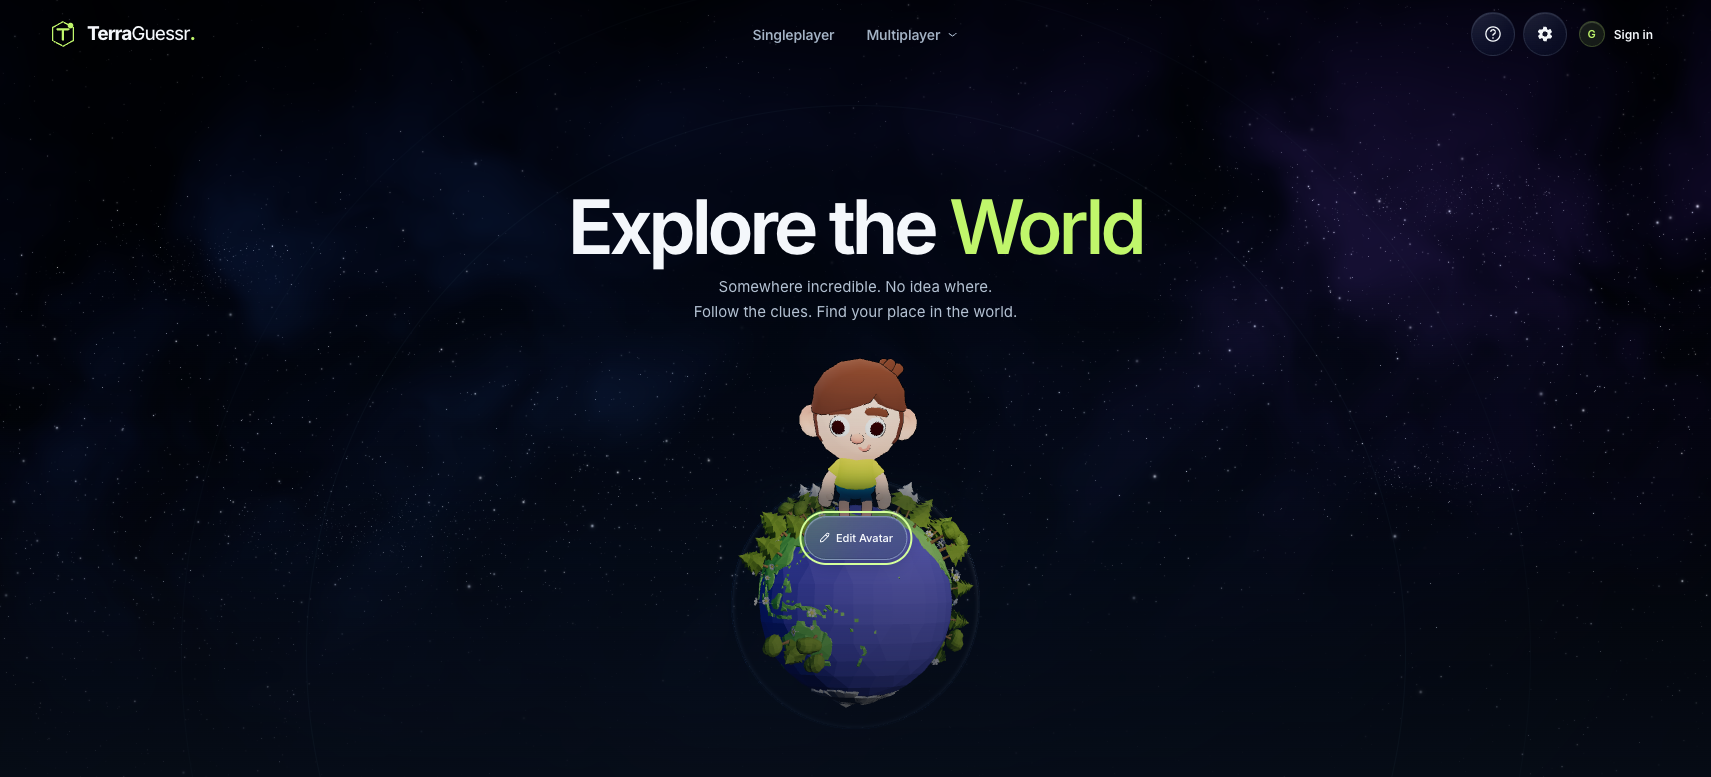 TerraGuessr.
Singleplayer
Multiplayer
G
Sign in
Explore the World
Somewhere incredible. No idea where.
Follow the clues. Find your place in the world.
Edit Avatar